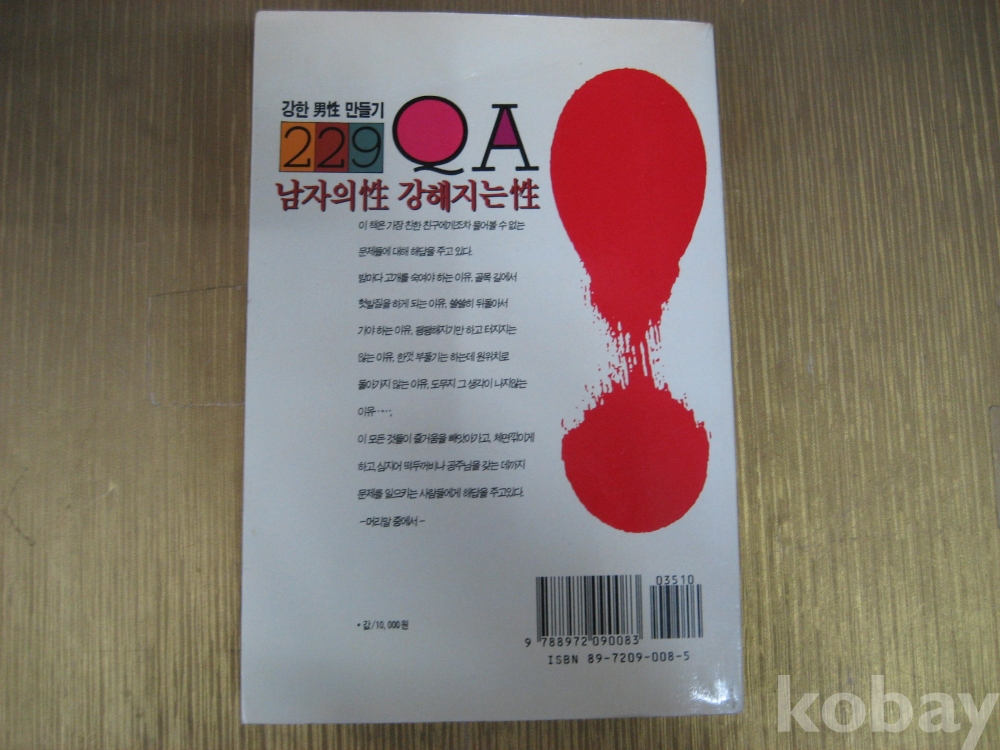 강한 男性 만들기
229 QA
남자의性 강해지는性
이 책은 가장 친한 친구에게조차 물어볼 수 없는
문제들에 대해 해답을 주고 있다.
밤마다 고개를 숙여야 하는 이유, 골목 길에서
헛발질을 하게 되는 이유, 쓸쓸히 뒤돌아서
가야 하는 이유, 팽팽해지기만 하고 터지지는
않는 이유, 한껏 부풀기는 하는데 원위치로
돌아가지 않는 이유, 도무지 그 생각이 나지않는
이유……,
이 모든 것들이 즐거움을 빼앗아가고, 체면깎이게
하고, 심지어 떡두꺼비나 공주님을 갖는 데까지
문제를 일으키는 사람들에게 해답을 주고있다.
-머리말 중에서-
• 값/10,000원
03510
9 788972 090083
ISBN 89-7209-008-5
kobay